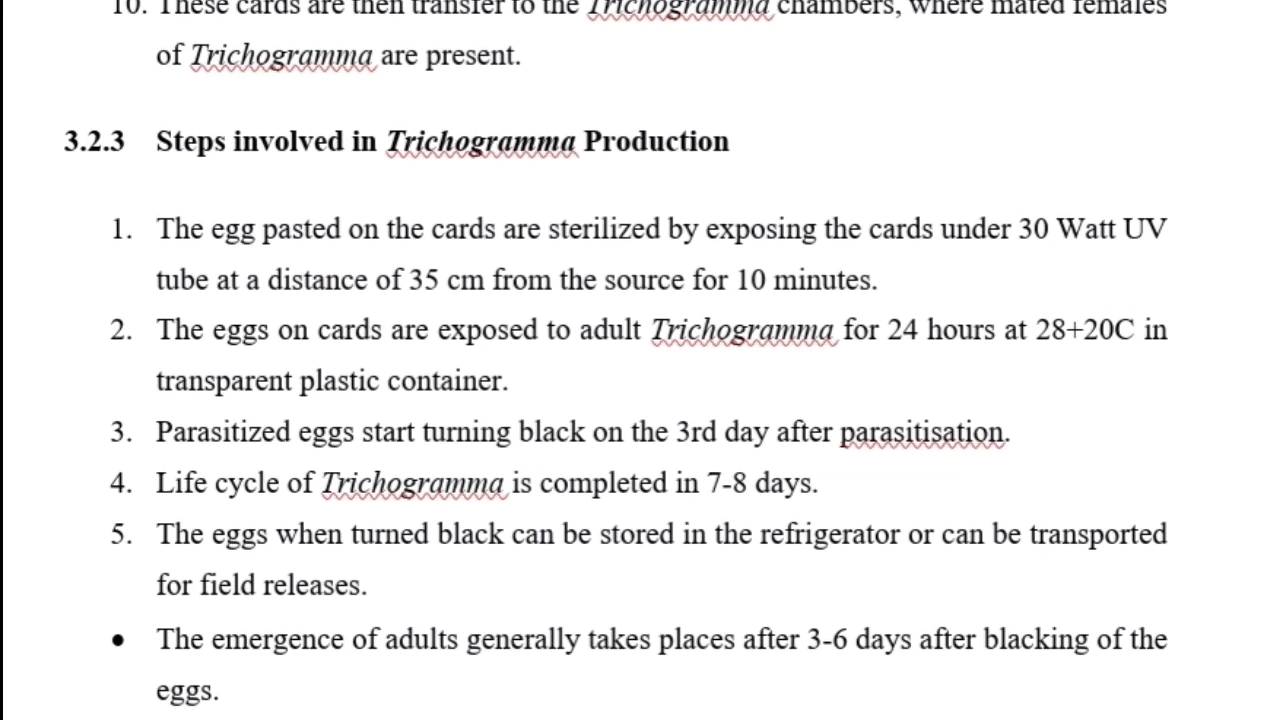 10. These cards are then transfer to the Trichogramma chambers, where mated females
of Trichogramma are present.
3.2.3 Steps involved in Trichogramma Production
1. The egg pasted on the cards are sterilized by exposing the cards under 30 Watt UV
tube at a distance of 35 cm from the source for 10 minutes.
2. The eggs on cards are exposed to adult Trichogramma for 24 hours at 28+20C in
transparent plastic container.
3. Parasitized eggs start turning black on the 3rd day after parasitisation.
4. Life cycle of Trichogramma is completed in 7-8 days.
5. The eggs when turned black can be stored in the refrigerator or can be transported
for field releases.
• The emergence of adults generally takes places after 3-6 days after blacking of the
eggs.